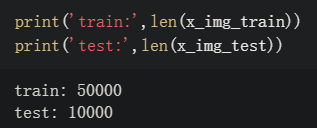 print('train:',len(x_img_train))
print('test:',len(x_img_test))
train: 50000
test: 10000